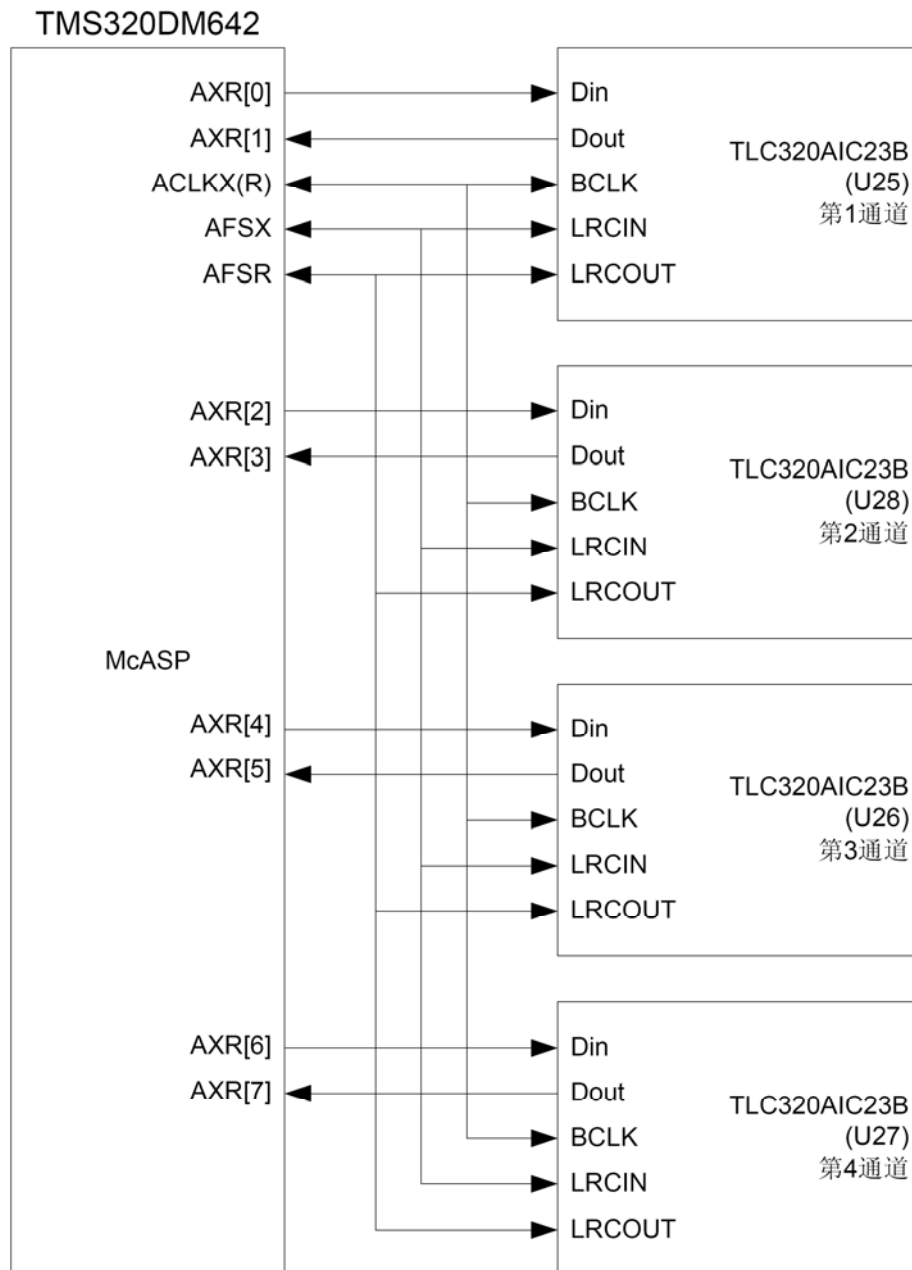 TMS320DM642
AXR[0]
AXR[1]
ACLKX(R)
AFSX
AFSR
AXR[2]
AXR[3]
McASP
AXR[4]
AXR[5]
AXR[6]
AXR[7]
Din
Dout
BCLK
LRCIN
LRCOUT
TLC320AIC23B
(U25)
第1通道
Din
Dout
BCLK
LRCIN
LRCOUT
TLC320AIC23B
(U28)
第2通道
Din
Dout
BCLK
LRCIN
LRCOUT
TLC320AIC23B
(U26)
第3通道
Din
Dout
BCLK
LRCIN
LRCOUT
TLC320AIC23B
(U27)
第4通道